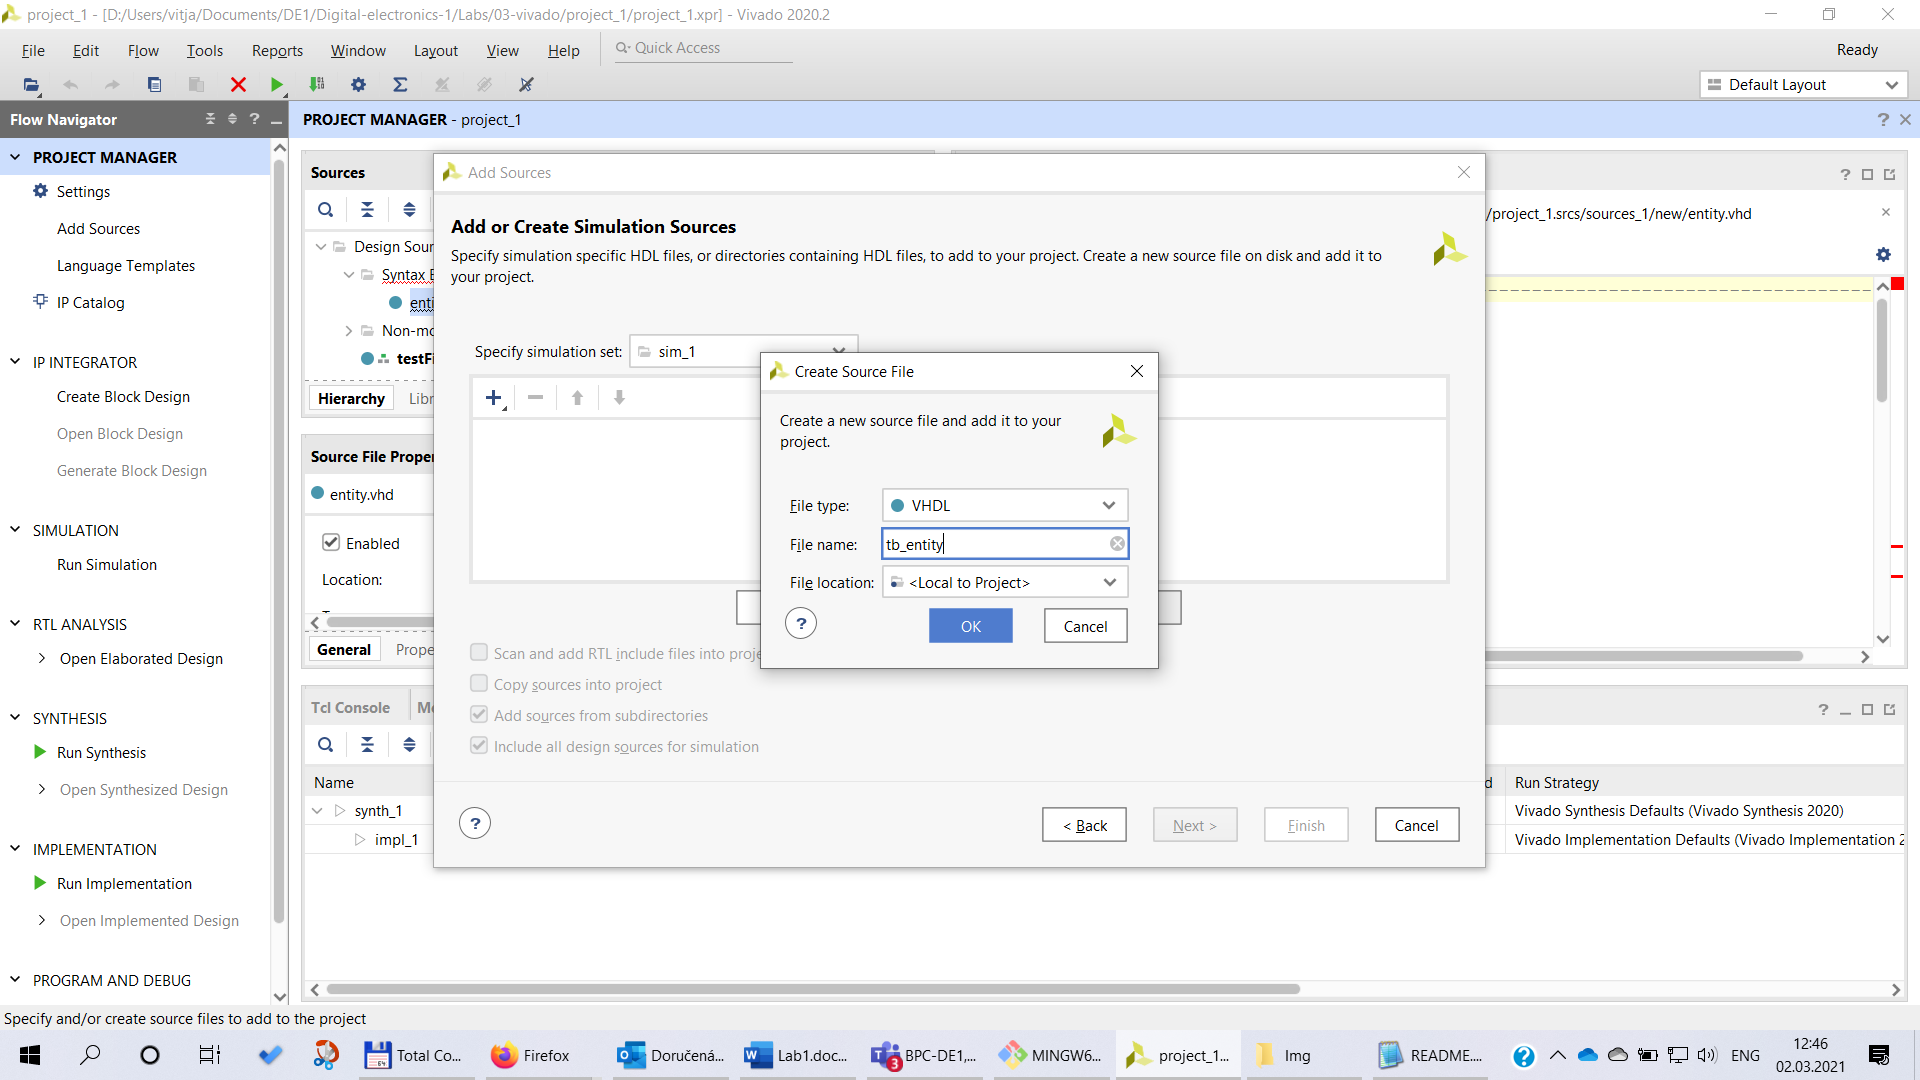 project_1 - [D:/Users/vitja/Documents/DE1/Digital-electronics-1/Labs/03-vivado/project_1/project_1.xpr] - Vivado 2020.2
File Edit Flow Tools Reports Window Layout View Help Quick Access Ready
Default Layout
Flow Navigator
PROJECT MANAGER - project_1
PROJECT MANAGER
Settings
Add Sources
Language Templates
IP Catalog
IP INTEGRATOR
Create Block Design
Open Block Design
Generate Block Design
SIMULATION
Run Simulation
RTL ANALYSIS
Open Elaborated Design
SYNTHESIS
Run Synthesis
Open Synthesized Design
IMPLEMENTATION
Run Implementation
Open Implemented Design
PROGRAM AND DEBUG
Sources
Design Sour
Syntax E
enti
Non-mo
testFi
Hierarchy Libr
Source File Proper
entity.vhd
Enabled
Location:
General Prope
/project_1.srcs/sources_1/new/entity.vhd
Add Sources
Add or Create Simulation Sources
Specify simulation specific HDL files, or directories containing HDL files, to add to your project. Create a new source file on disk and add it to
your project.
Specify simulation set: sim_1
Scan and add RTL include files into proje
Copy sources into project
Add sources from subdirectories
Include all design sources for simulation
< Back Next > Finish Cancel
Create Source File
Create a new source file and add it to your
project.
File type: VHDL
File name: tb_entity
File location: <Local to Project>
OK Cancel
Tcl Console Me
Name d Run Strategy
synth_1 Vivado Synthesis Defaults (Vivado Synthesis 2020)
impl_1 Vivado Implementation Defaults (Vivado Implementation 2
Specify and/or create source files to add to the project
Total Co... Firefox Doručená... Lab1.doc... BPC-DE1,... MINGW6... project_1... Img README.... ENG
3
12:46
02.03.2021